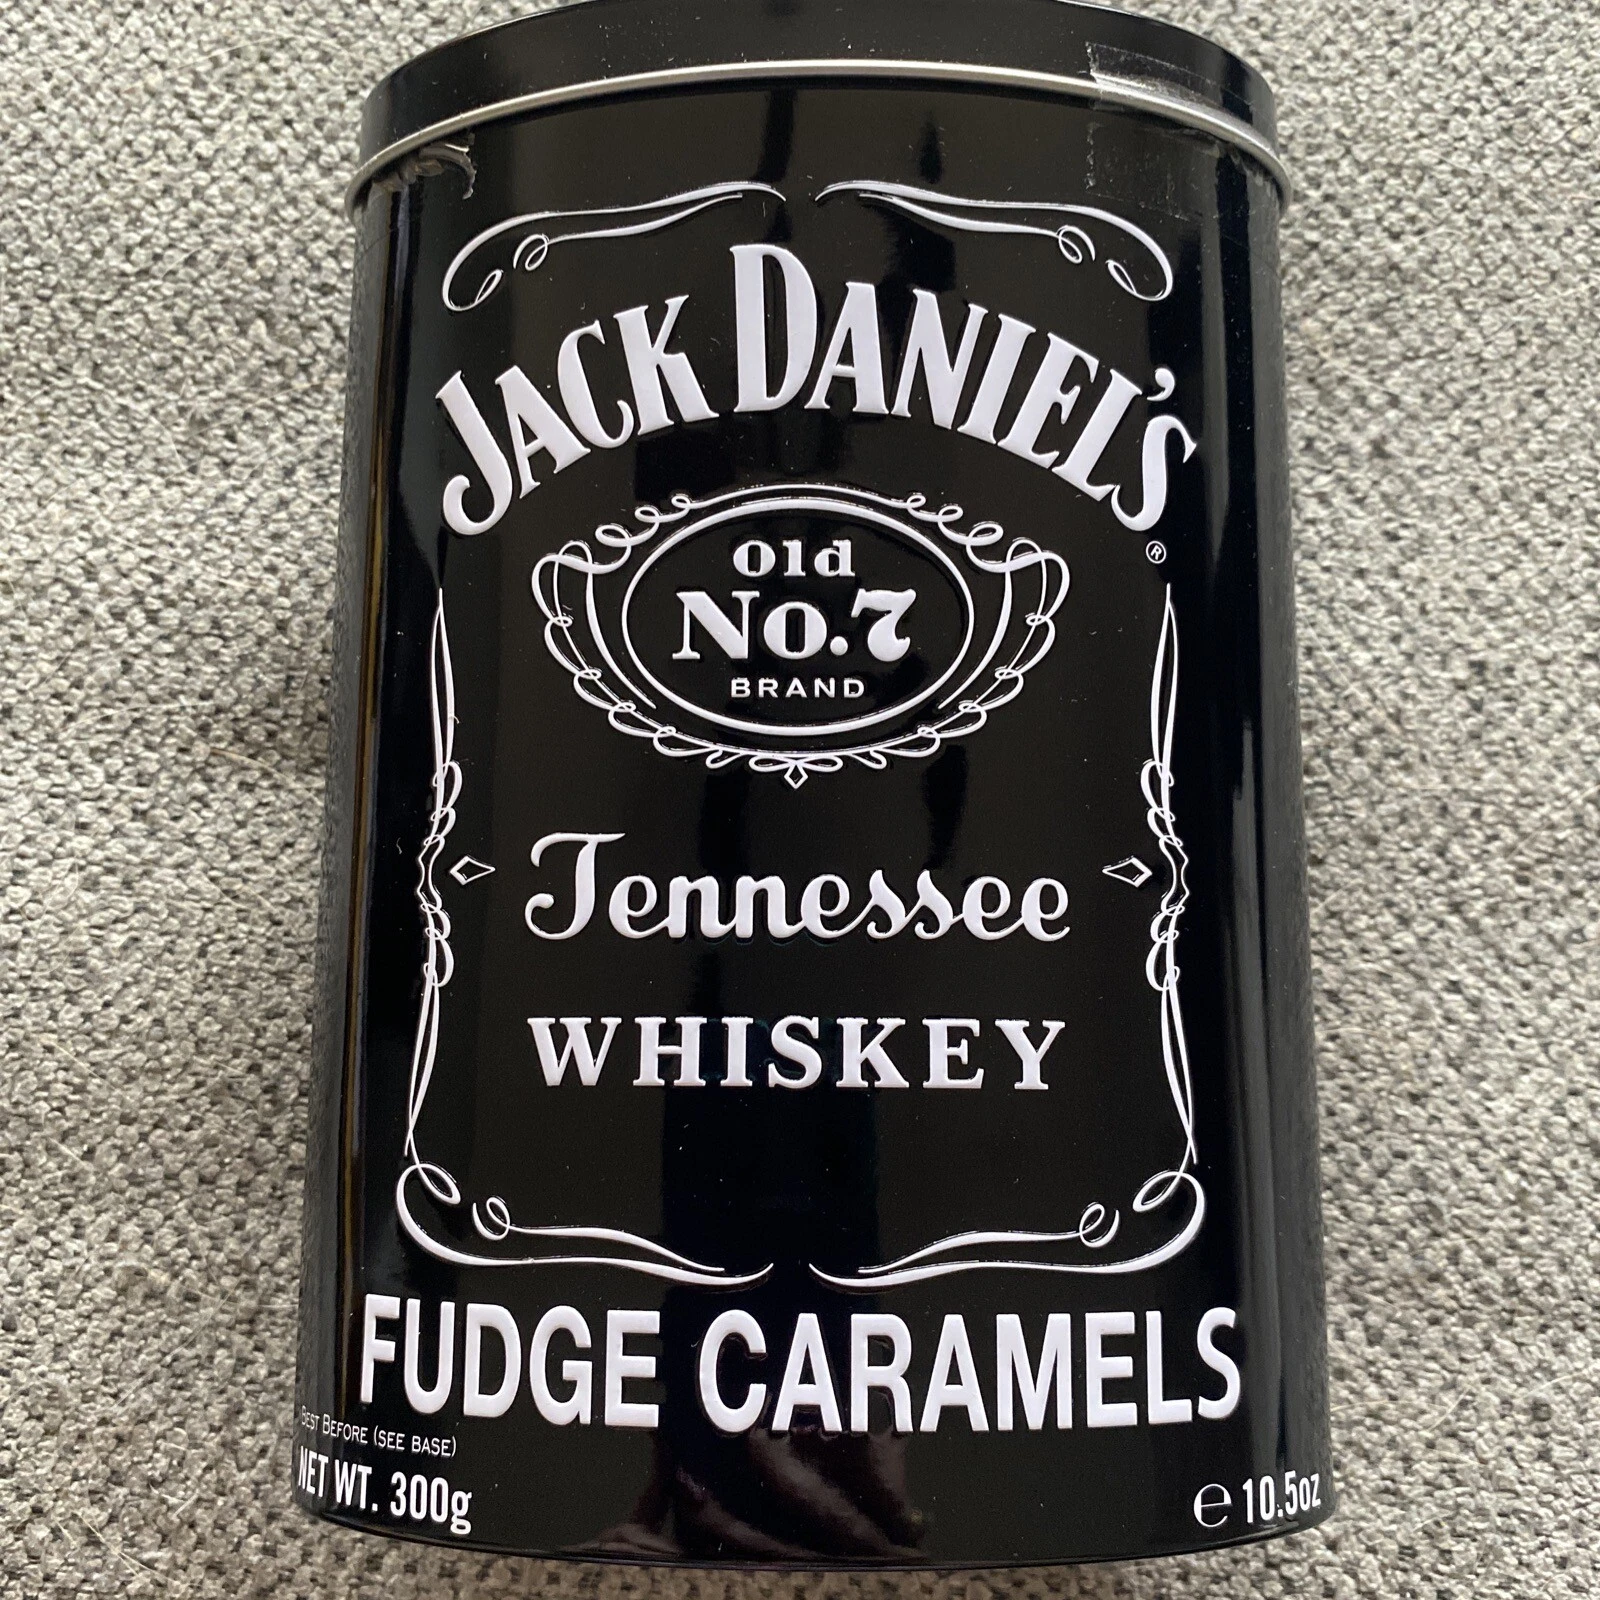 JACK DANIEL'S
®
Old
No.7
BRAND
Tennessee
WHISKEY
FUDGE CARAMELS
BEST BEFORE (SEE BASE)
NET WT. 300g
℮ 10.5oz